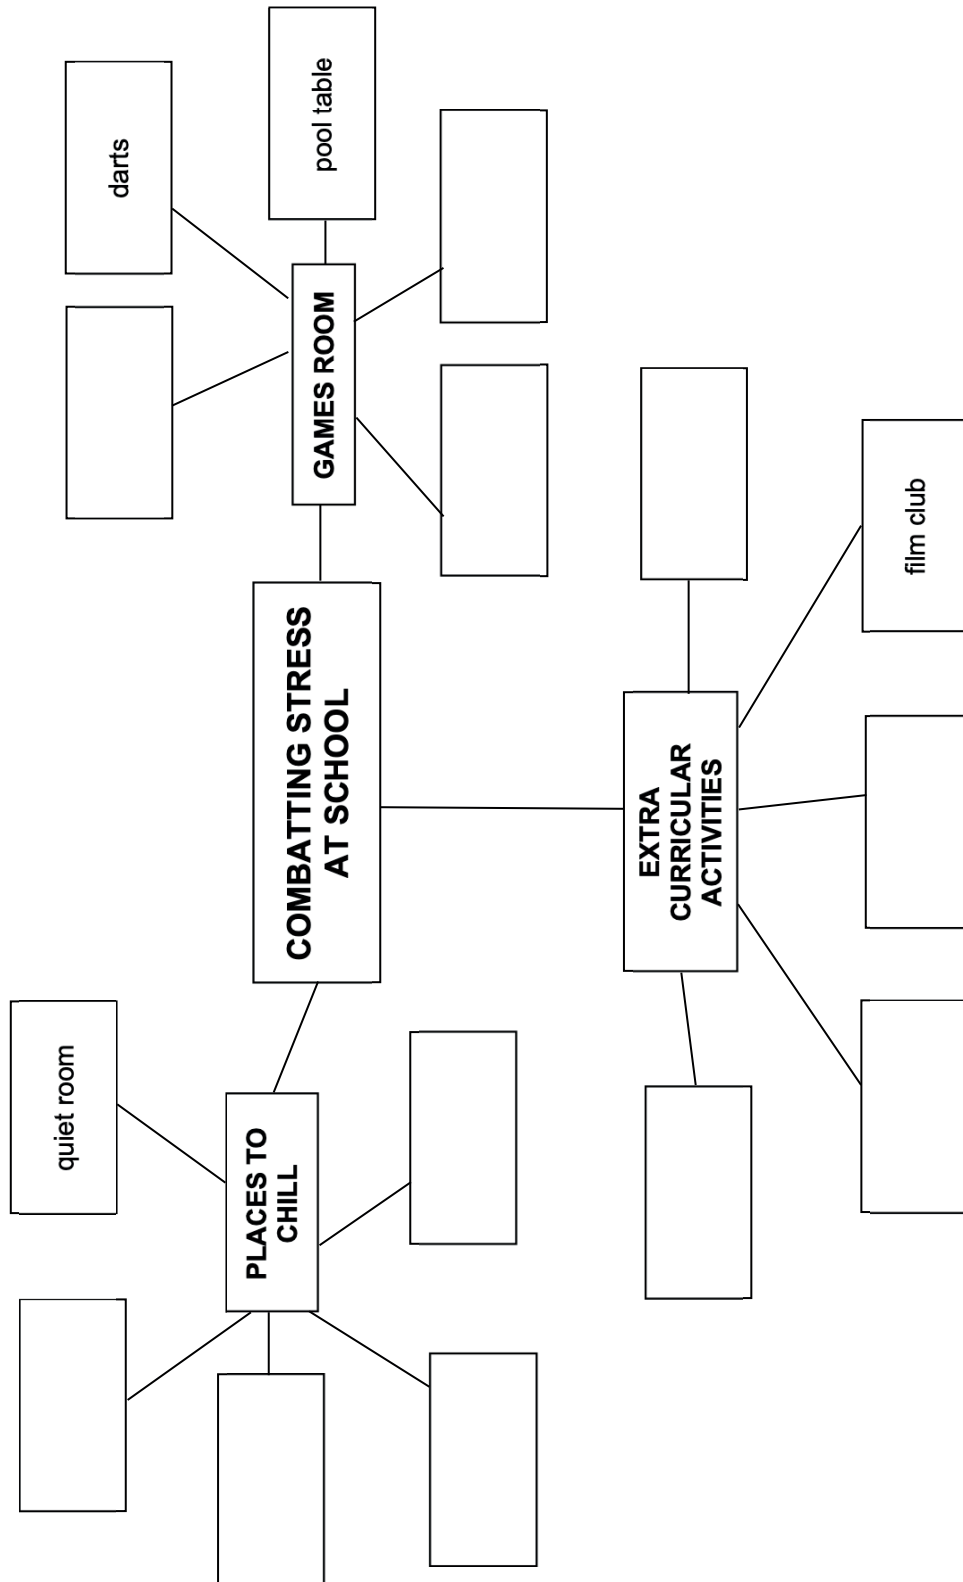 quiet room
PLACES TO
CHILL
COMBATTING STRESS
AT SCHOOL
GAMES ROOM
darts
pool table
EXTRA
CURRICULAR
ACTIVITIES
film club